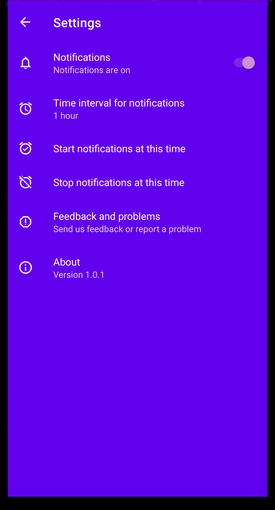 Settings
Notifications
Notifications are on
Time interval for notifications
1 hour
Start notifications at this time
Stop notifications at this time
Feedback and problems
Send us feedback or report a problem
About
Version 1.0.1